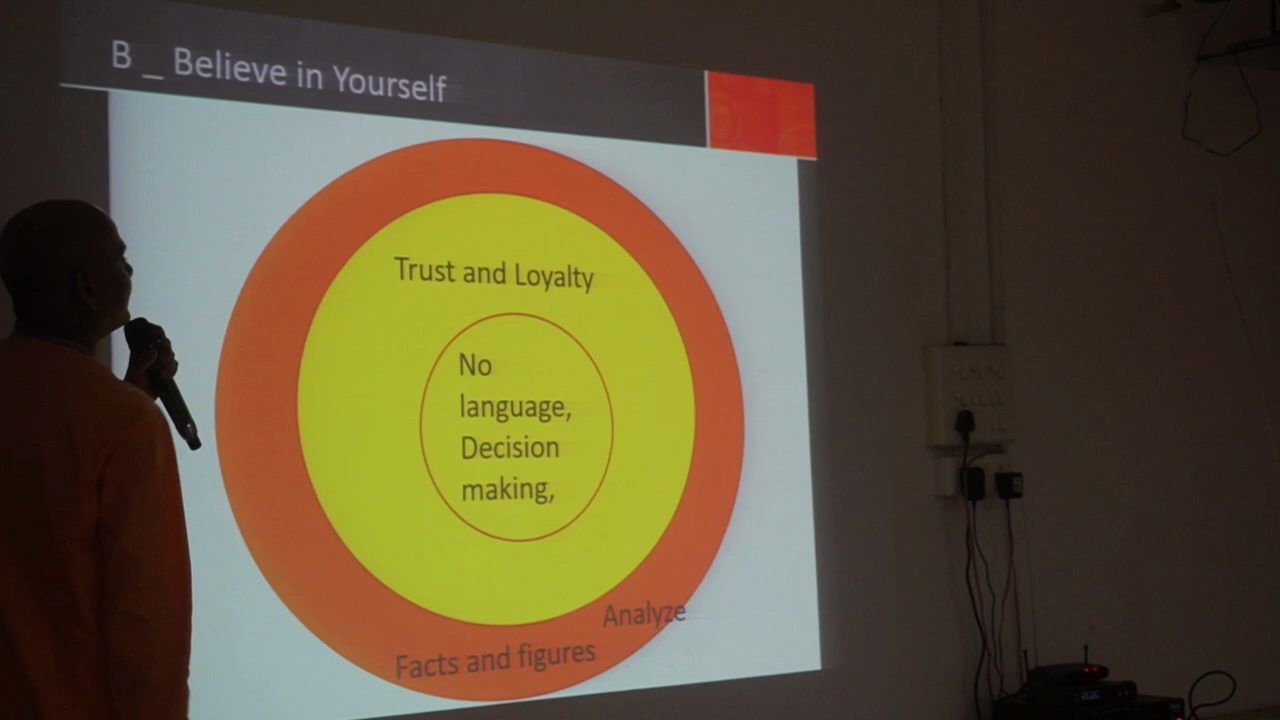 B _ Believe in Yourself
Trust and Loyalty
No
language,
Decision
making,
Analyze
Facts and figures